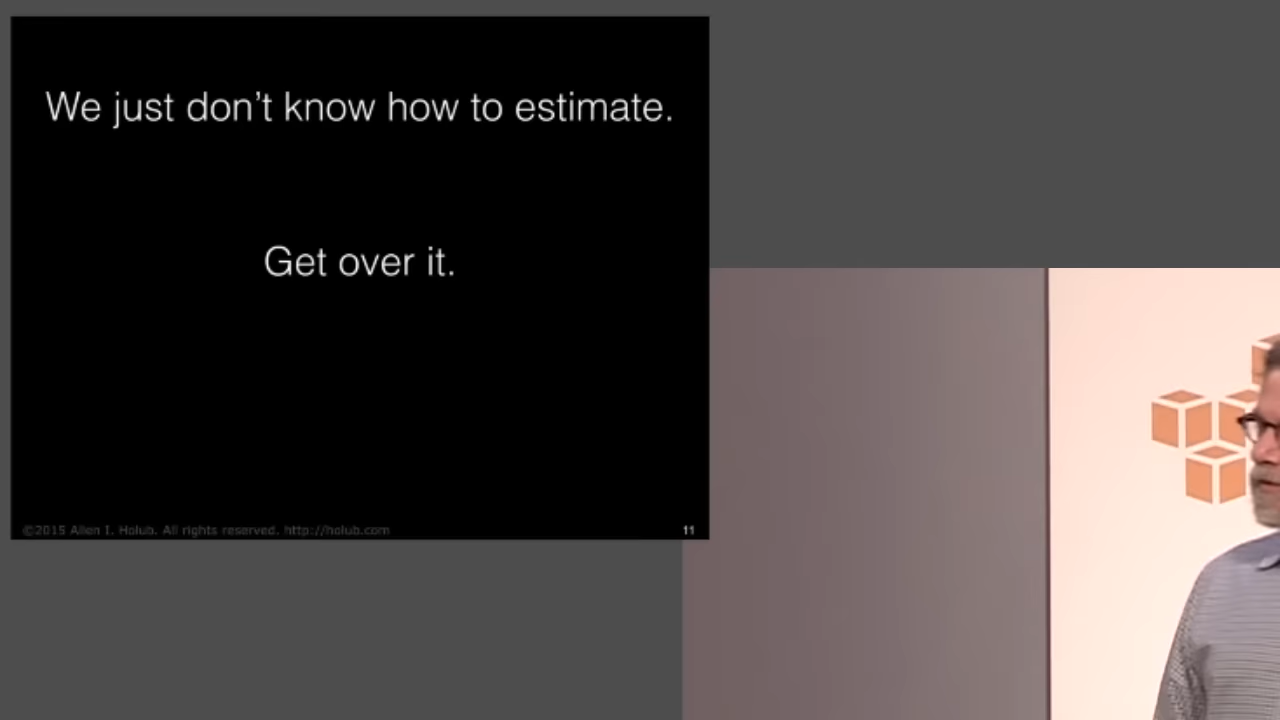 We just don't know how to estimate.
Get over it.
©2015 Allen I. Holub. All rights reserved. http://holub.com
11